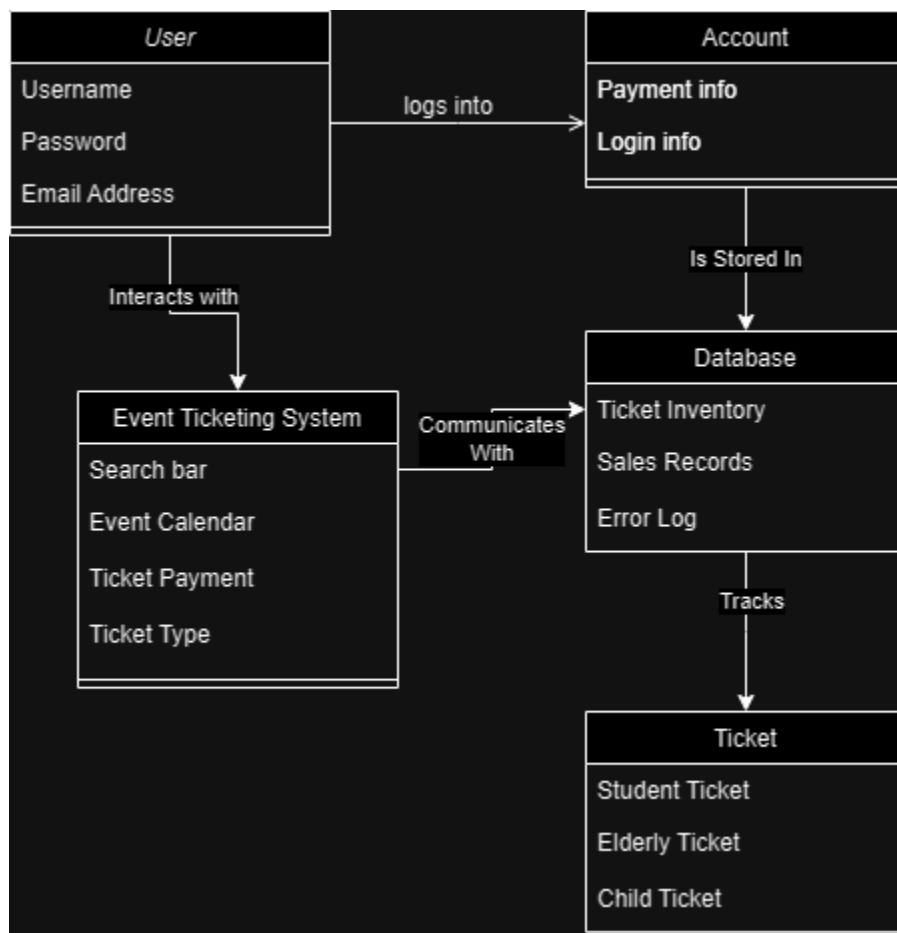 User
Username
Password
Email Address
logs into
Account
Payment info
Login info
Interacts with
Is Stored In
Event Ticketing System
Search bar
Event Calendar
Ticket Payment
Ticket Type
Communicates
With
Database
Ticket Inventory
Sales Records
Error Log
Tracks
Ticket
Student Ticket
Elderly Ticket
Child Ticket